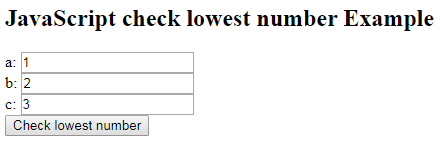 JavaScript check lowest number Example
a: 1
b: 2
c: 3
Check lowest number